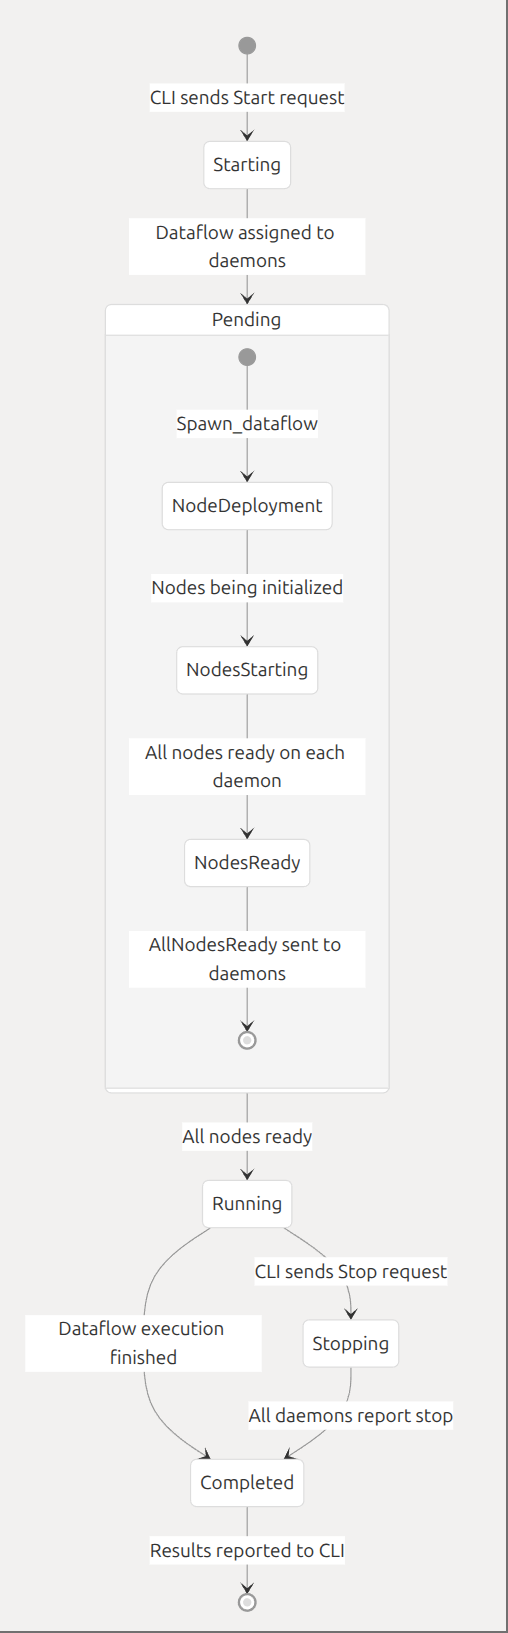 CLI sends Start request
Starting
Dataflow assigned to
daemons
Pending
Spawn_dataflow
NodeDeployment
Nodes being initialized
NodesStarting
All nodes ready on each
daemon
NodesReady
AllNodesReady sent to
daemons
All nodes ready
Running
CLI sends Stop request
Dataflow execution
finished
Stopping
All daemons report stop
Completed
Results reported to CLI